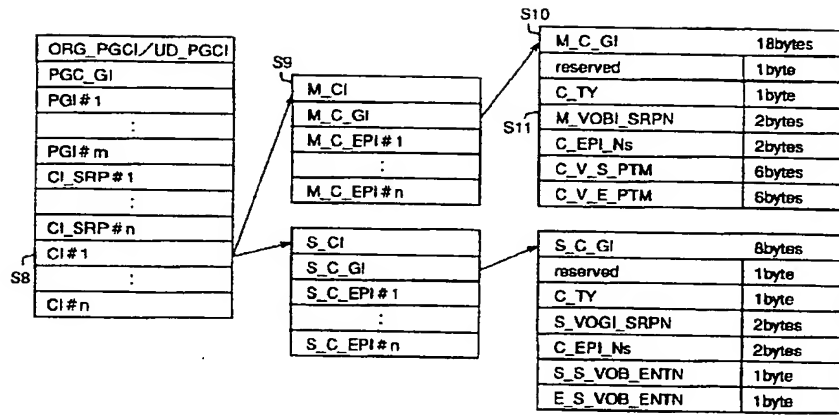 ORG_PGCI/UD_PGCI
PGC_GI
PGI#1
:
PGI#m
CI_SRP#1
:
CI_SRP#n
S8
CI#1
:
CI#n
S9
M_CI
M_C_GI
M_C_EPI#1
:
M_C_EPI#n
S_CI
S_C_GI
S_C_EPI#1
:
S_C_EPI#n
S10
M_C_GI 18bytes
reserved 1byte
C_TY 1byte
S11
M_VOBI_SRPN 2bytes
C_EPI_Ns 2bytes
C_V_S_PTM 6bytes
C_V_E_PTM 6bytes
S_C_GI 8bytes
reserved 1byte
C_TY 1byte
S_VOGI_SRPN 2bytes
C_EPI_Ns 2bytes
S_S_VOB_ENTN 1byte
E_S_VOB_ENTN 1byte